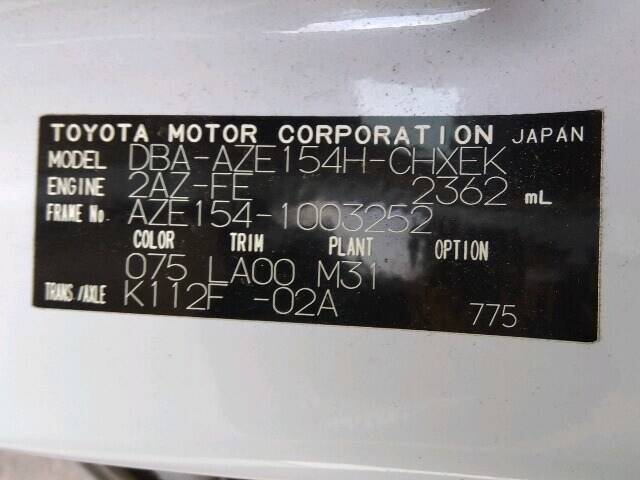 TOYOTA MOTOR CORPORATION JAPAN
MODEL DBA-AZE154H-CHXEK
ENGINE 2AZ-FE 2362 mL
FRAME No. AZE154-1003252
COLOR TRIM PLANT OPTION
075 LA00 M31
TRANS/AXLE K112F -02A 775